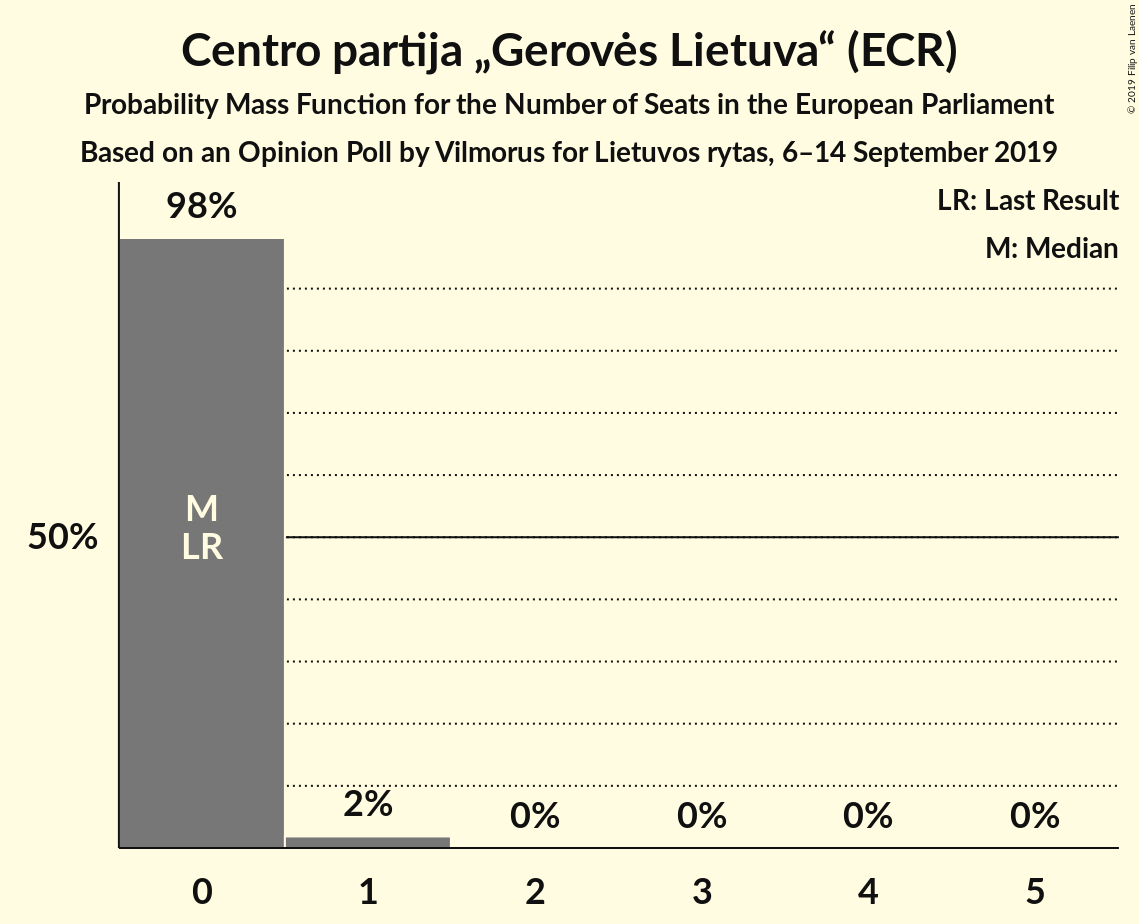 Centro partija „Gerovės Lietuva“ (ECR)
Probability Mass Function for the Number of Seats in the European Parliament
Based on an Opinion Poll by Vilmorus for Lietuvos rytas, 6–14 September 2019
© 2019 Filip van Laenen
LR: Last Result
M: Median
98%
M
LR
50%
2%
0%
0%
0%
0%
0
1
2
3
4
5